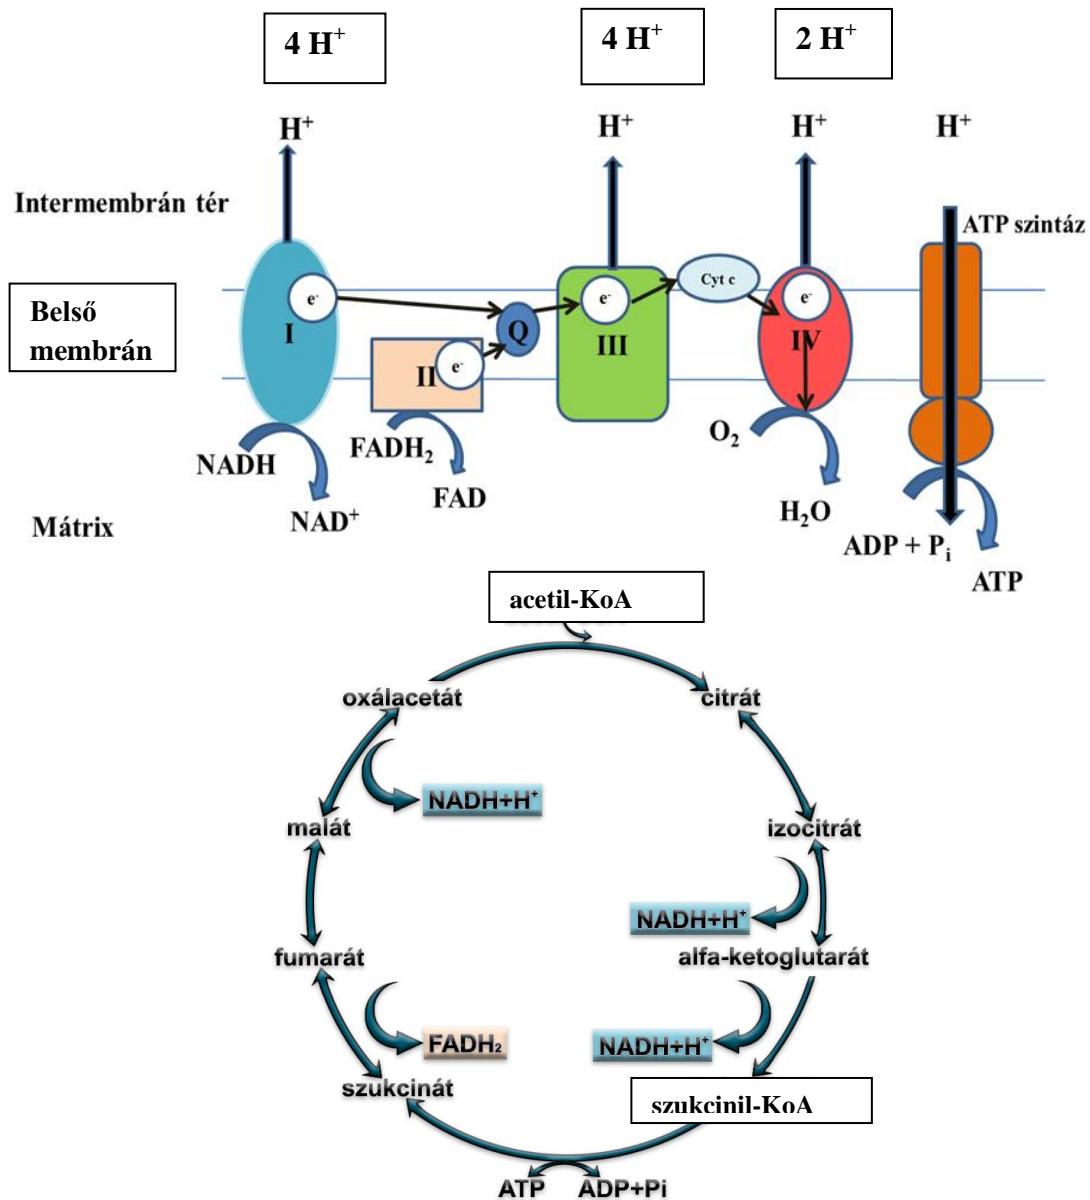 4 H⁺ 4 H⁺ 2 H⁺
H⁺ H⁺ H⁺ H⁺
Intermembrán tér
ATP szintáz
Cyt c
e⁻ e⁻ e⁻
Belső
membrán
I Q III IV
II e⁻
O₂
FADH₂
NADH
FAD
H₂O
NAD⁺
Mátrix
ADP + Pᵢ
ATP
acetil-KoA
oxálacetát citrát
NADH+H⁺
malát izocitrát
NADH+H⁺
fumarát alfa-ketoglutarát
FADH₂ NADH+H⁺
szukcinát
szukcinil-KoA
ATP ADP+Pi